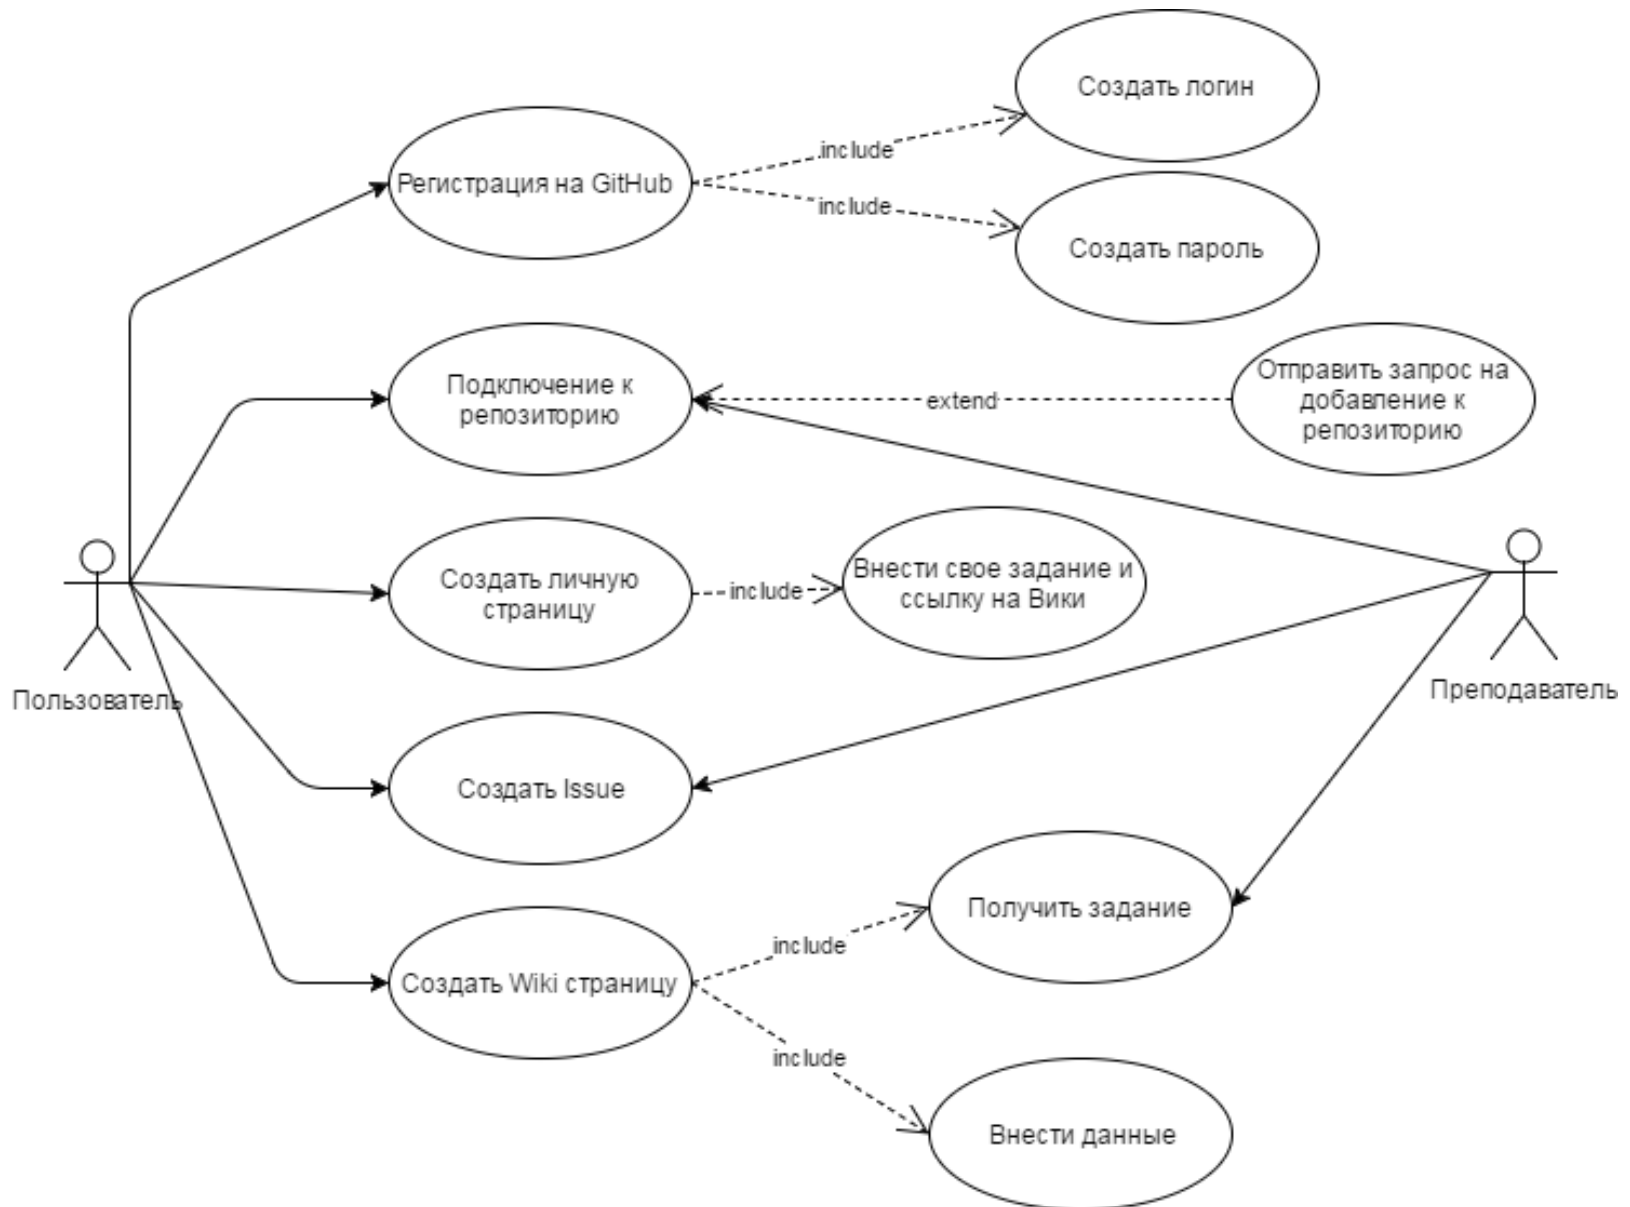 Создать логин
include
Регистрация на GitHub
include
Создать пароль
Подключение к
репозиторию
extend
Отправить запрос на
добавление к
репозиторию
Создать личную
страницу
include
Внести свое задание и
ссылку на Вики
Пользователь
Преподаватель
Создать Issue
Получить задание
include
Создать Wiki страницу
include
Внести данные